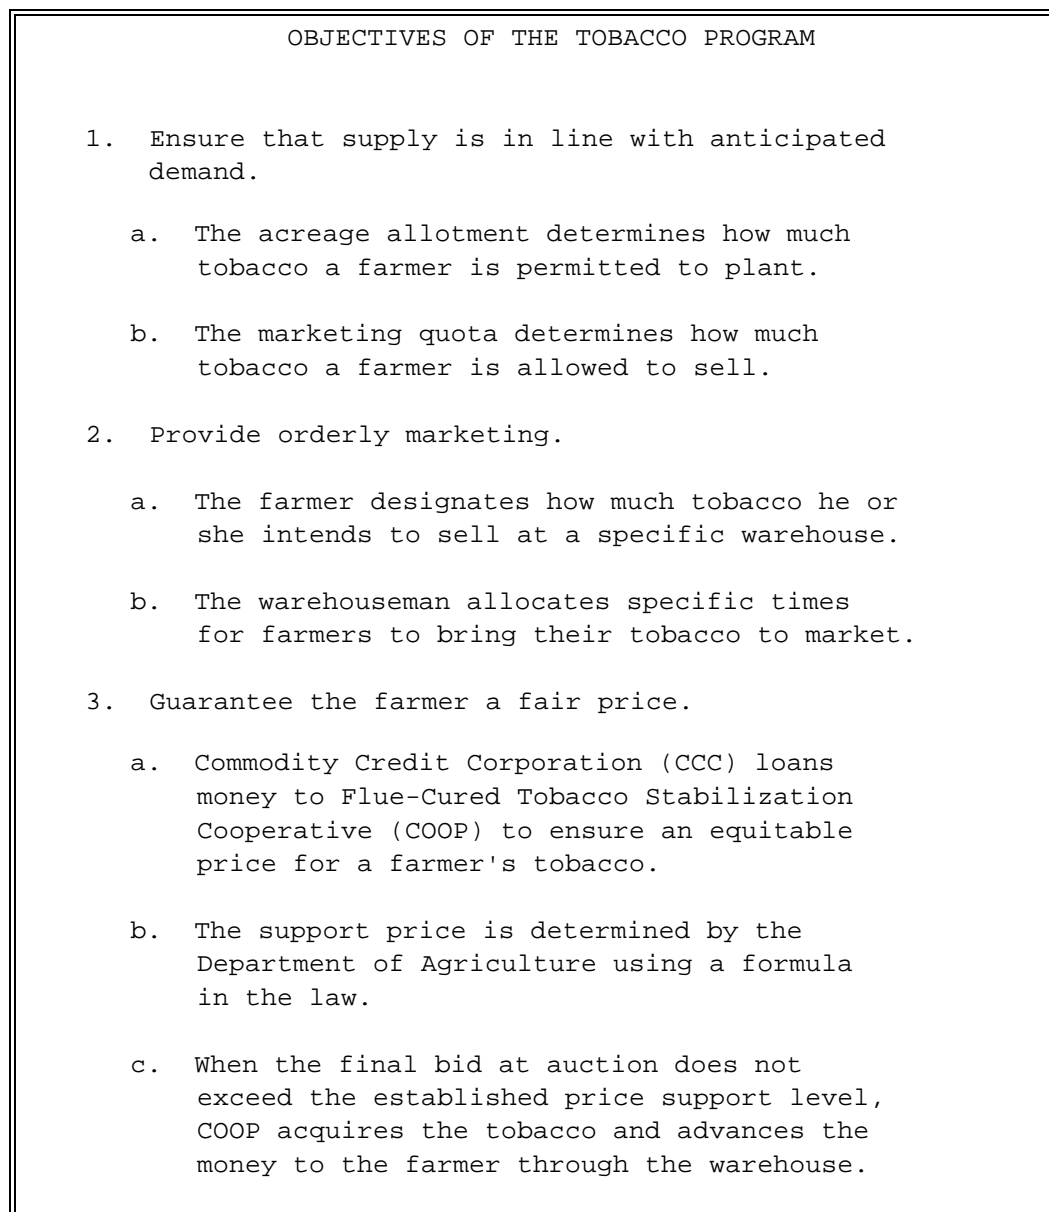 OBJECTIVES OF THE TOBACCO PROGRAM
1. Ensure that supply is in line with anticipated
demand.
a. The acreage allotment determines how much
tobacco a farmer is permitted to plant.
b. The marketing quota determines how much
tobacco a farmer is allowed to sell.
2. Provide orderly marketing.
a. The farmer designates how much tobacco he or
she intends to sell at a specific warehouse.
b. The warehouseman allocates specific times
for farmers to bring their tobacco to market.
3. Guarantee the farmer a fair price.
a. Commodity Credit Corporation (CCC) loans
money to Flue-Cured Tobacco Stabilization
Cooperative (COOP) to ensure an equitable
price for a farmer's tobacco.
b. The support price is determined by the
Department of Agriculture using a formula
in the law.
c. When the final bid at auction does not
exceed the established price support level,
COOP acquires the tobacco and advances the
money to the farmer through the warehouse.